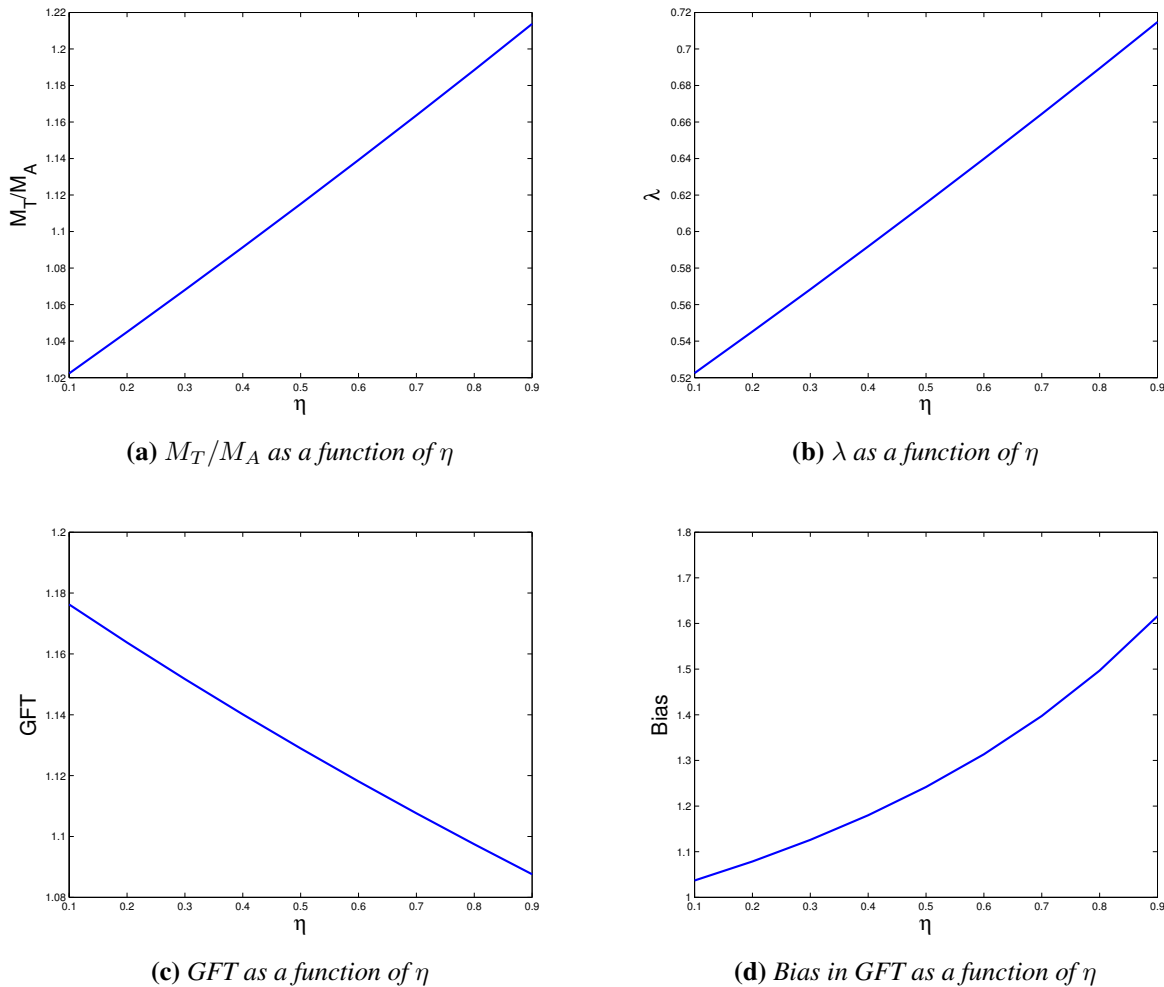 1.22
1.2
1.18
1.16
1.14
1.12
1.1
1.08
1.06
1.04
1.02
M_T/M_A
0.1 0.2 0.3 0.4 0.5 0.6 0.7 0.8 0.9
η
(a) M_T/M_A as a function of η
0.72
0.7
0.68
0.66
0.64
0.62
0.6
0.58
0.56
0.54
0.52
λ
0.1 0.2 0.3 0.4 0.5 0.6 0.7 0.8 0.9
η
(b) λ as a function of η
1.2
1.18
1.16
1.14
1.12
1.1
1.08
GFT
0.1 0.2 0.3 0.4 0.5 0.6 0.7 0.8 0.9
η
(c) GFT as a function of η
1.8
1.7
1.6
1.5
1.4
1.3
1.2
1.1
1
Bias
0.1 0.2 0.3 0.4 0.5 0.6 0.7 0.8 0.9
η
(d) Bias in GFT as a function of η